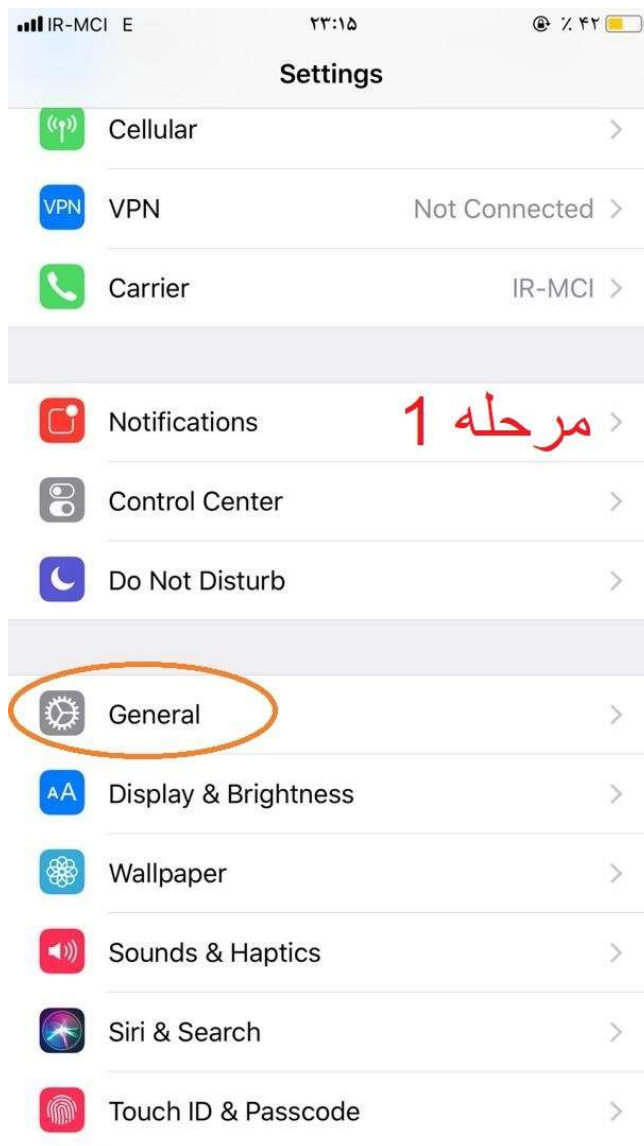 IR-MCI E ۲۳:۱۵ ٪ ۴۲
Settings
Cellular
VPN VPN Not Connected
Carrier IR-MCI
Notifications مرحله 1
Control Center
Do Not Disturb
General
AA Display & Brightness
Wallpaper
Sounds & Haptics
Siri & Search
Touch ID & Passcode